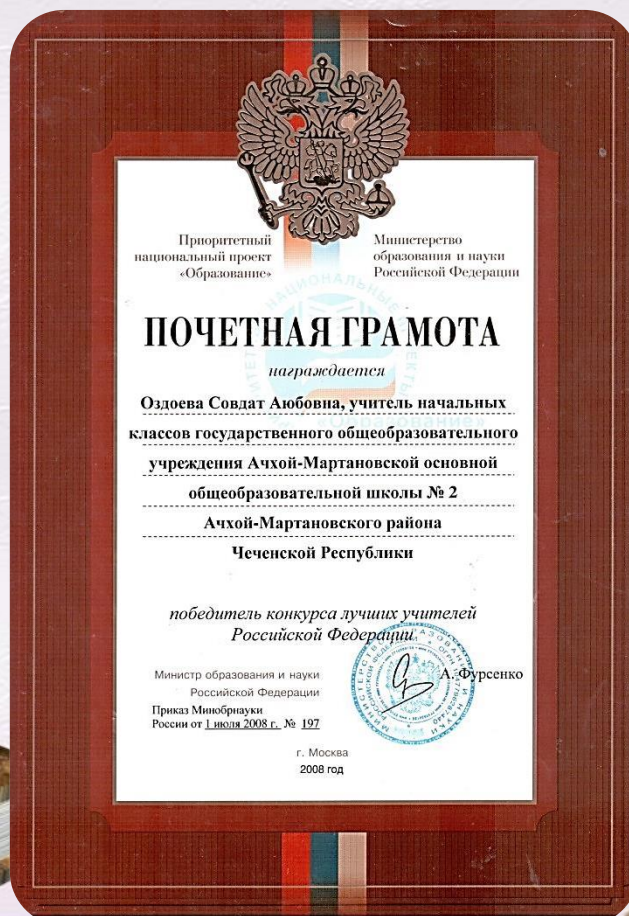 Приоритетный
национальный проект
«Образование»
Министерство
образования и науки
Российской Федерации
ПОЧЕТНАЯ ГРАМОТА
награждается
Оздоева Совдат Аюбовна, учитель начальных
классов государственного общеобразовательного
учреждения Ачхой-Мартановской основной
общеобразовательной школы № 2
Ачхой-Мартановского района
Чеченской Республики
победитель конкурса лучших учителей
Российской Федерации
Министр образования и науки
Российской Федерации
А. Фурсенко
Приказ Минобрнауки
России от 1 июля 2008 г. № 197
г. Москва
2008 год